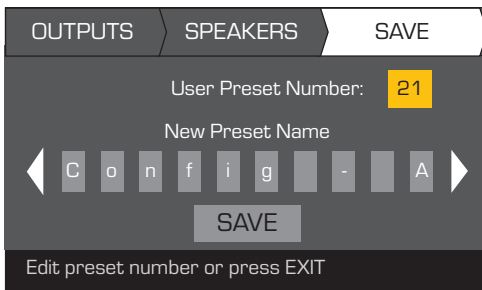 OUTPUTS SPEAKERS SAVE
User Preset Number: 21
New Preset Name
C o n f i g - A
SAVE
Edit preset number or press EXIT